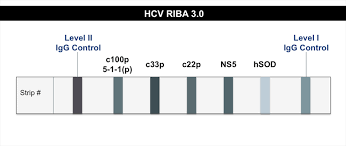 HCV RIBA 3.0
Level II
IgG Control
Level I
IgG Control
c100p
5-1-1(p)
c33p
c22p
NS5
hSOD
Strip #